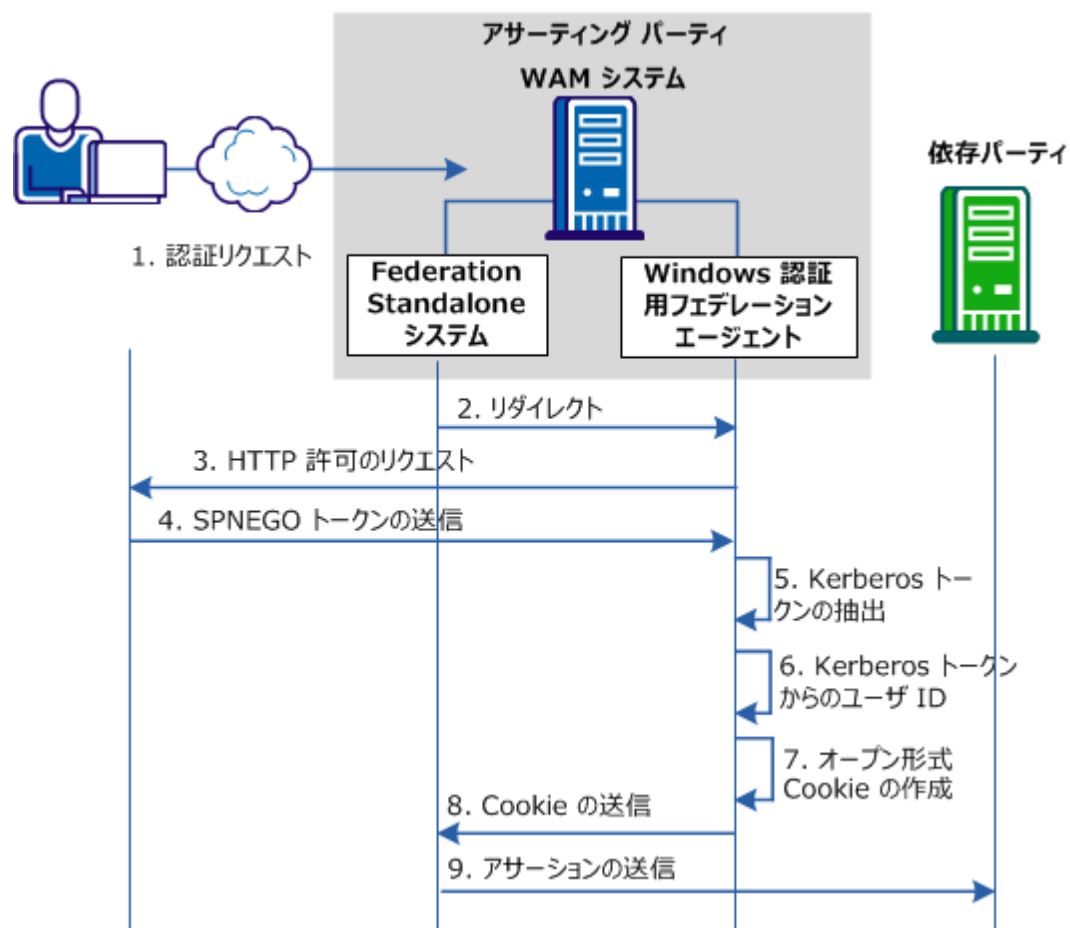 アサーティング パーティ
WAM システム
依存パーティ
1. 認証リクエスト
Federation
Standalone
システム
Windows 認証
用フェデレーション
エージェント
2. リダイレクト
3. HTTP 許可のリクエスト
4. SPNEGO トークンの送信
5. Kerberos トー
クンの抽出
6. Kerberos トークン
からのユーザ ID
7. オープン形式
Cookie の作成
8. Cookie の送信
9. アサーションの送信